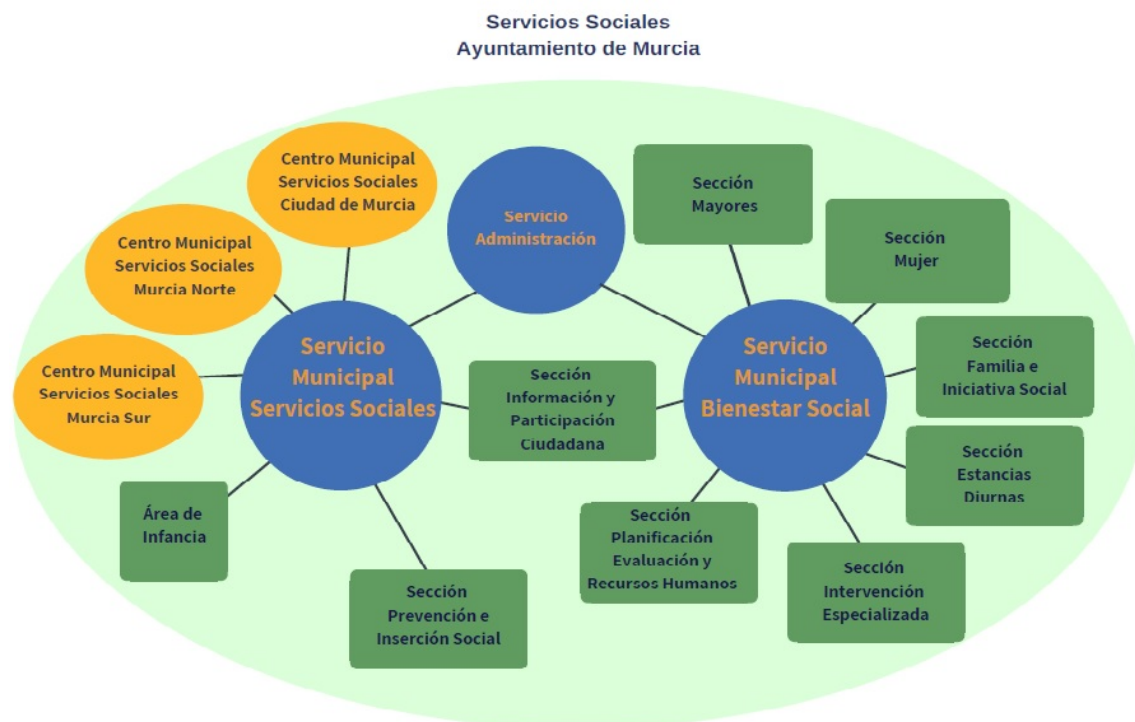 Servicios Sociales
Ayuntamiento de Murcia
Centro Municipal
Servicios Sociales
Ciudad de Murcia
Servicio
Administración
Sección
Mayores
Centro Municipal
Servicios Sociales
Murcia Norte
Sección
Mujer
Centro Municipal
Servicios Sociales
Murcia Sur
Servicio
Municipal
Servicios Sociales
Sección
Información y
Participación
Ciudadana
Servicio
Municipal
Bienestar Social
Sección
Familia e
Iniciativa Social
Sección
Estancias
Diurnas
Área de
Infancia
Sección
Prevención e
Inserción Social
Sección
Planificación
Evaluación y
Recursos Humanos
Sección
Intervención
Especializada